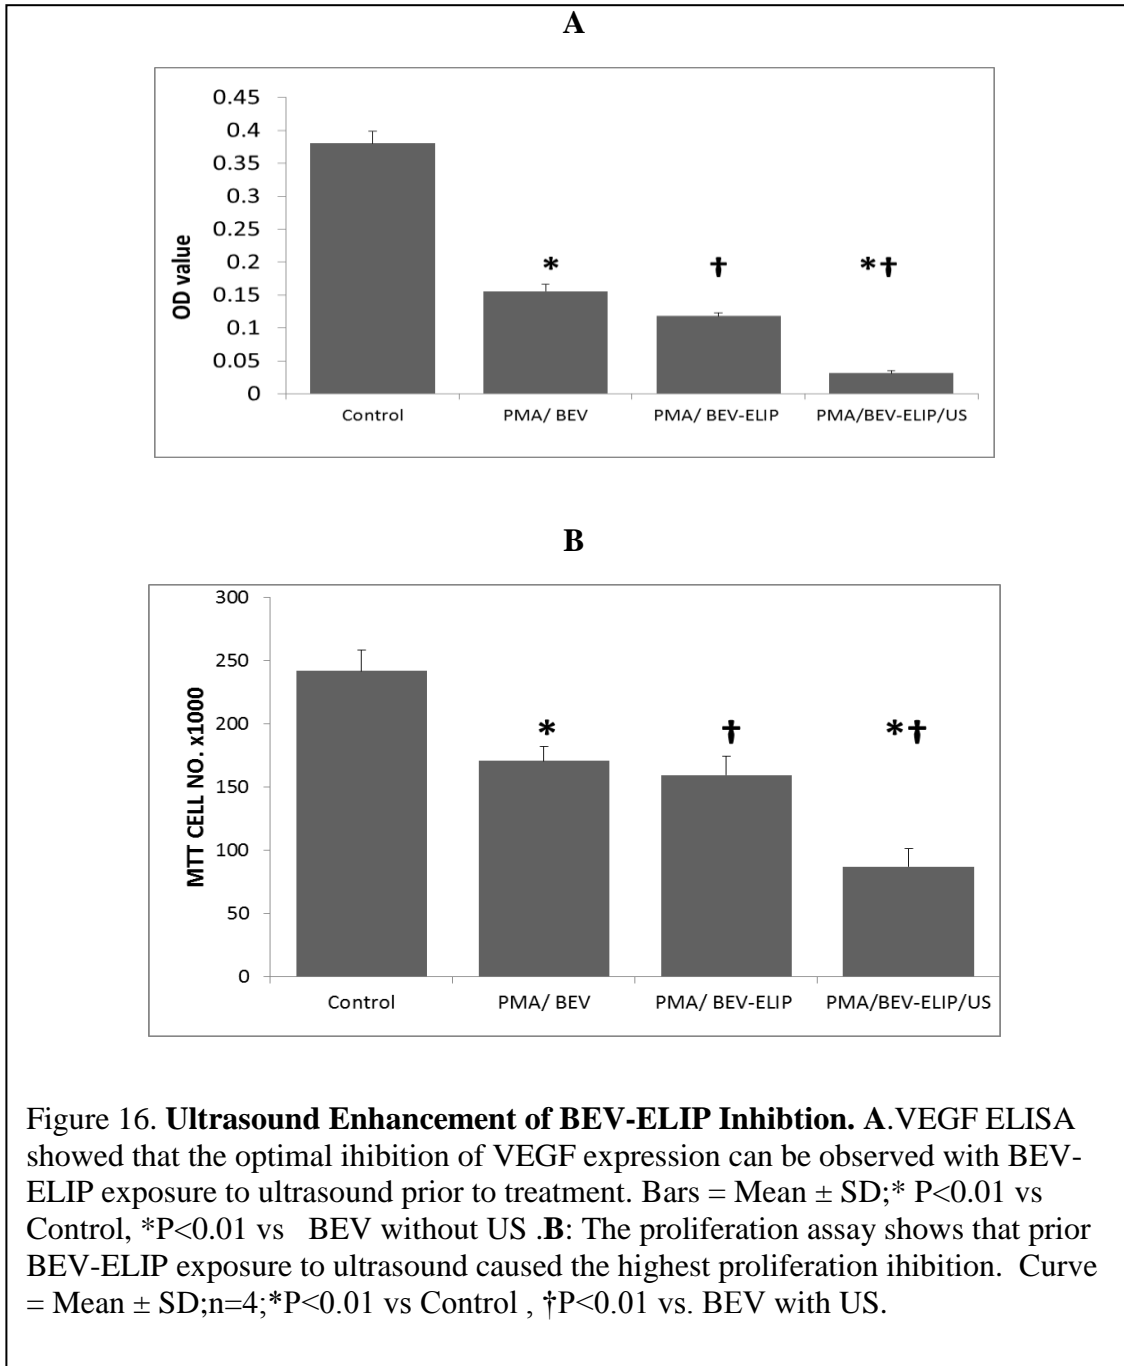 A
0.45
0.4
0.35
0.3
0.25
0.2
0.15
0.1
0.05
0
OD value
* † *†
Control PMA/ BEV PMA/ BEV-ELIP PMA/BEV-ELIP/US
B
300
250
200
150
100
50
0
MTT CELL NO. x1000
* † *†
Control PMA/ BEV PMA/ BEV-ELIP PMA/BEV-ELIP/US
Figure 16. Ultrasound Enhancement of BEV-ELIP Inhibtion. A.VEGF ELISA
showed that the optimal ihibition of VEGF expression can be observed with BEV-
ELIP exposure to ultrasound prior to treatment. Bars = Mean ± SD;* P<0.01 vs
Control, *P<0.01 vs BEV without US .B: The proliferation assay shows that prior
BEV-ELIP exposure to ultrasound caused the highest proliferation ihibition. Curve
= Mean ± SD;n=4;*P<0.01 vs Control , †P<0.01 vs. BEV with US.